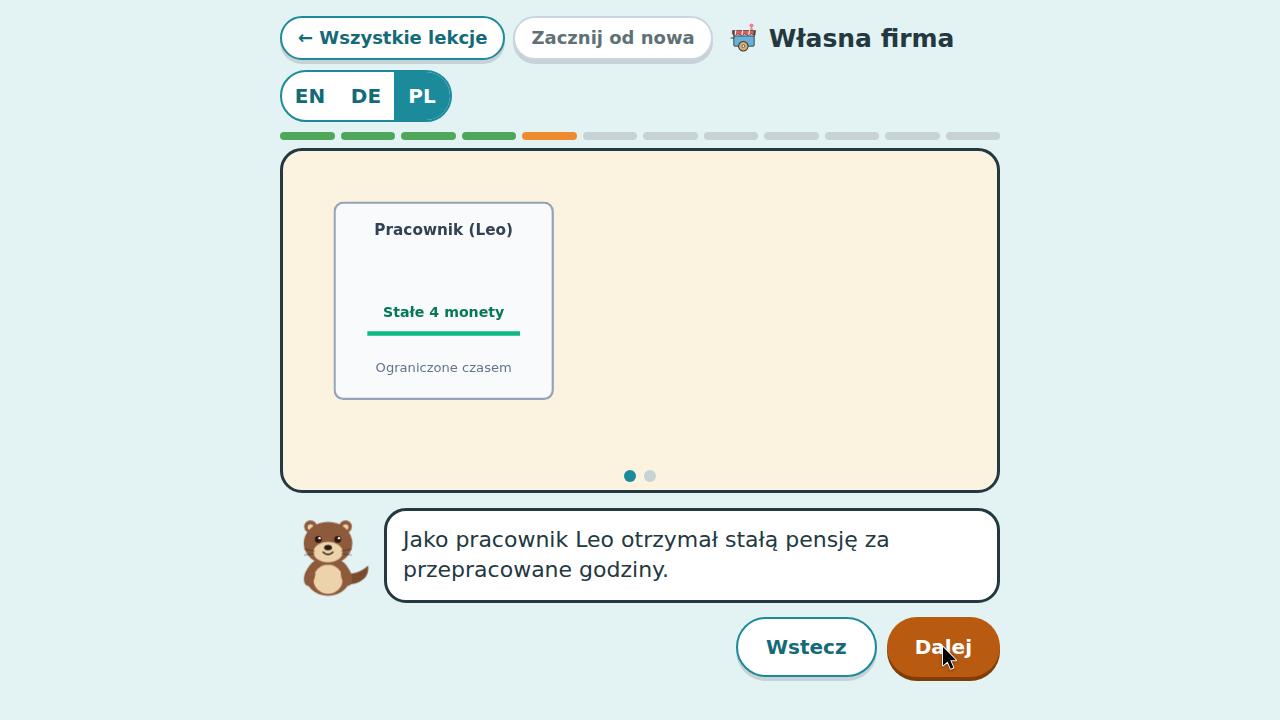 ← Wszystkie lekcje
Zacznij od nowa
Własna firma
EN DE PL
Pracownik (Leo)
Stałe 4 monety
Ograniczone czasem
Jako pracownik Leo otrzymał stałą pensję za
przepracowane godziny.
Wstecz
Dalej